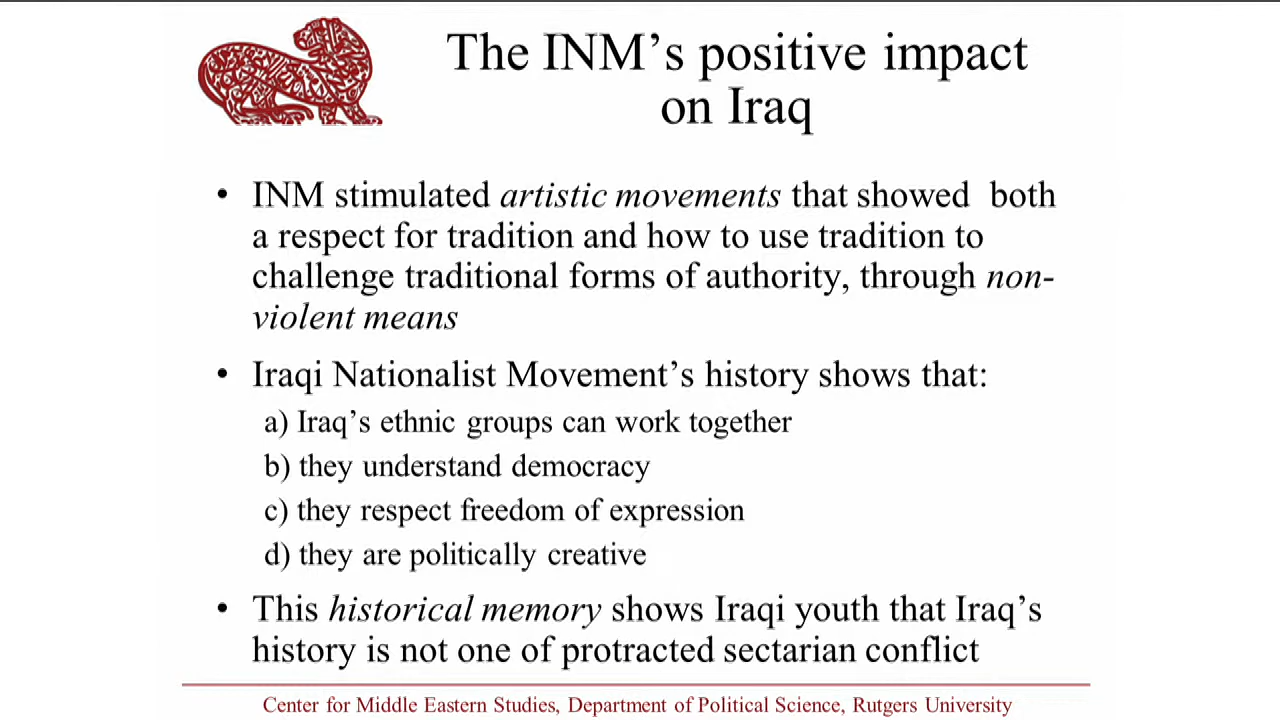 The INM’s positive impact
on Iraq
• INM stimulated artistic movements that showed both
a respect for tradition and how to use tradition to
challenge traditional forms of authority, through non-
violent means
• Iraqi Nationalist Movement’s history shows that:
a) Iraq’s ethnic groups can work together
b) they understand democracy
c) they respect freedom of expression
d) they are politically creative
• This historical memory shows Iraqi youth that Iraq’s
history is not one of protracted sectarian conflict
Center for Middle Eastern Studies, Department of Political Science, Rutgers University